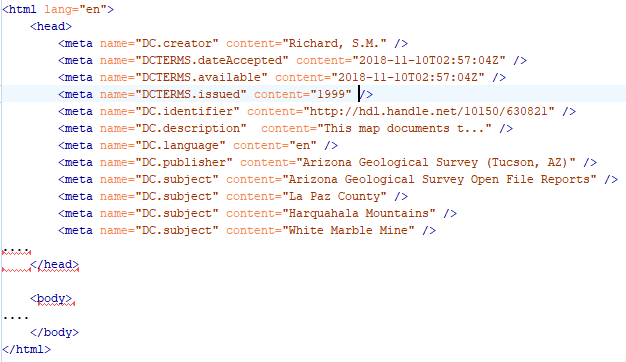 <html lang="en">
<head>
<meta name="DC.creator" content="Richard, S.M." />
<meta name="DCTERMS.dateAccepted" content="2018-11-10T02:57:04Z" />
<meta name="DCTERMS.available" content="2018-11-10T02:57:04Z" />
<meta name="DCTERMS.issued" content="1999" />
<meta name="DC.identifier" content="http://hdl.handle.net/10150/630821" />
<meta name="DC.description"  content="This map documents t..." />
<meta name="DC.language" content="en" />
<meta name="DC.publisher" content="Arizona Geological Survey (Tucson, AZ)" />
<meta name="DC.subject" content="Arizona Geological Survey Open File Reports" />
<meta name="DC.subject" content="La Paz County" />
<meta name="DC.subject" content="Harquahala Mountains" />
<meta name="DC.subject" content="White Marble Mine" />
....
</head>
<body>
....
</body>
</html>